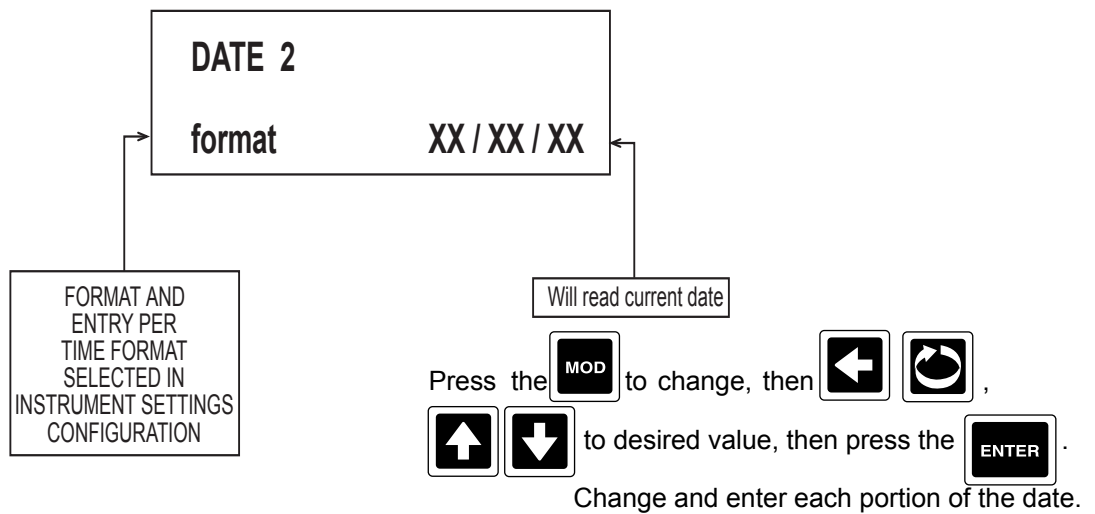 DATE 2
format XX / XX / XX
FORMAT AND
ENTRY PER
TIME FORMAT
SELECTED IN
INSTRUMENT SETTINGS
CONFIGURATION
Will read current date
Press the MOD to change, then ,
to desired value, then press the ENTER .
Change and enter each portion of the date.